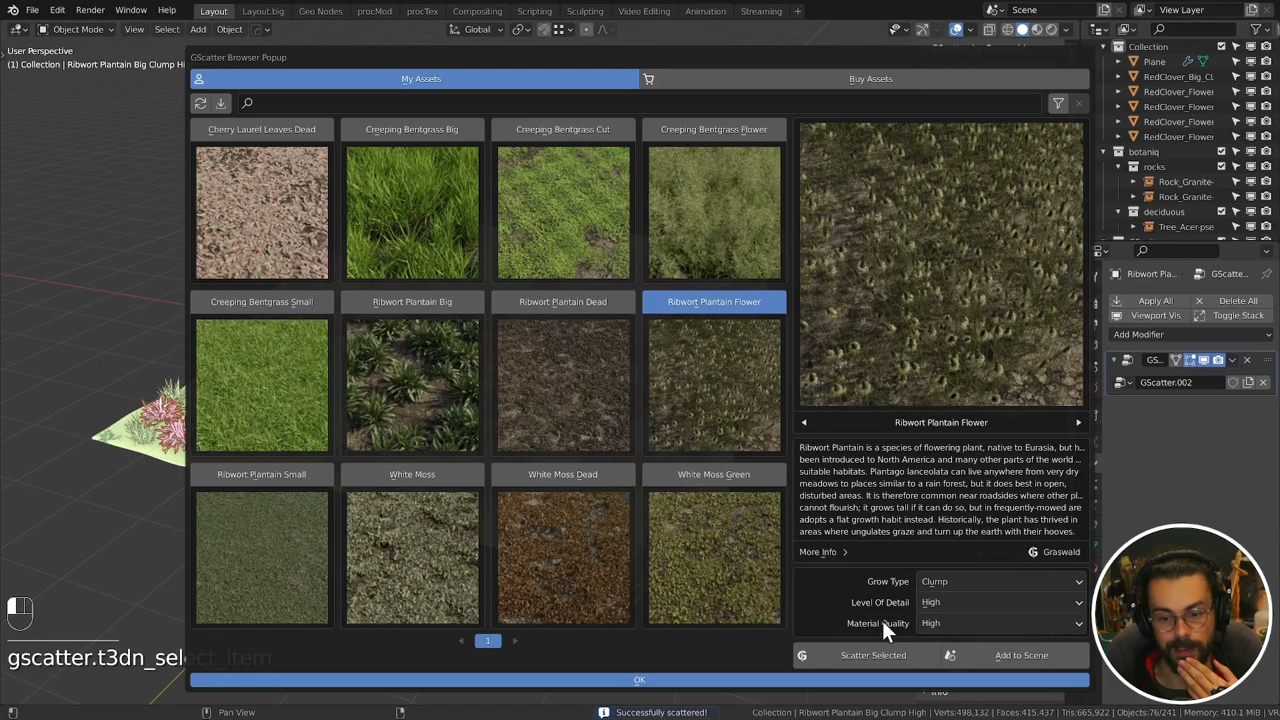 File Edit Render Window Help Layout Layout.big Geo Nodes procMod procTex Compositing Scripting Sculpting Video Editing Animation Streaming + Scene View Layer
Object Mode View Select Add Object Global
User Perspective
(1) Collection | Ribwort Plantain Big Clump Hi
GScatter Browser Popup
My Assets Buy Assets
Cherry Laurel Leaves Dead Creeping Bentgrass Big Creeping Bentgrass Cut Creeping Bentgrass Flower
Creeping Bentgrass Small Ribwort Plantain Big Ribwort Plantain Dead Ribwort Plantain Flower
Ribwort Plantain Small White Moss White Moss Dead White Moss Green
1
Ribwort Plantain Flower
Ribwort Plantain is a species of flowering plant, native to Eurasia, but h...
been introduced to North America and many other parts of the world ...
suitable habitats. Plantago lanceolata can live anywhere from very dry
meadows to places similar to a rain forest, but it does best in open,
disturbed areas. It is therefore common near roadsides where other pl...
cannot flourish; it grows tall if it can do so, but in frequently-mowed are
adopts a flat growth habit instead. Historically, the plant has thrived in
areas where ungulates graze and turn up the earth with their hooves.
More Info Graswald
Grow Type Clump
Level Of Detail High
Material Quality High
Scatter Selected Add to Scene
OK
Info
Collection
Plane
RedClover_Big_Cl
RedClover_Flower
RedClover_Flower
RedClover_Flower
RedClover_Flower
botaniq
rocks
Rock_Granite-
Rock_Granite-
deciduous
Tree_Acer-pse
Ribwort Pla... GScatter...
Apply All Delete All
Viewport Vis Toggle Stack
Add Modifier
GS...
GScatter.002
gscatter.t3dn_select_item
Pan View Successfully scattered! Collection | Ribwort Plantain Big Clump High | Verts:498,132 | Faces:415,437 | Tris:665,922 | Objects:76/241 | Memory: 410.1 MiB | VR